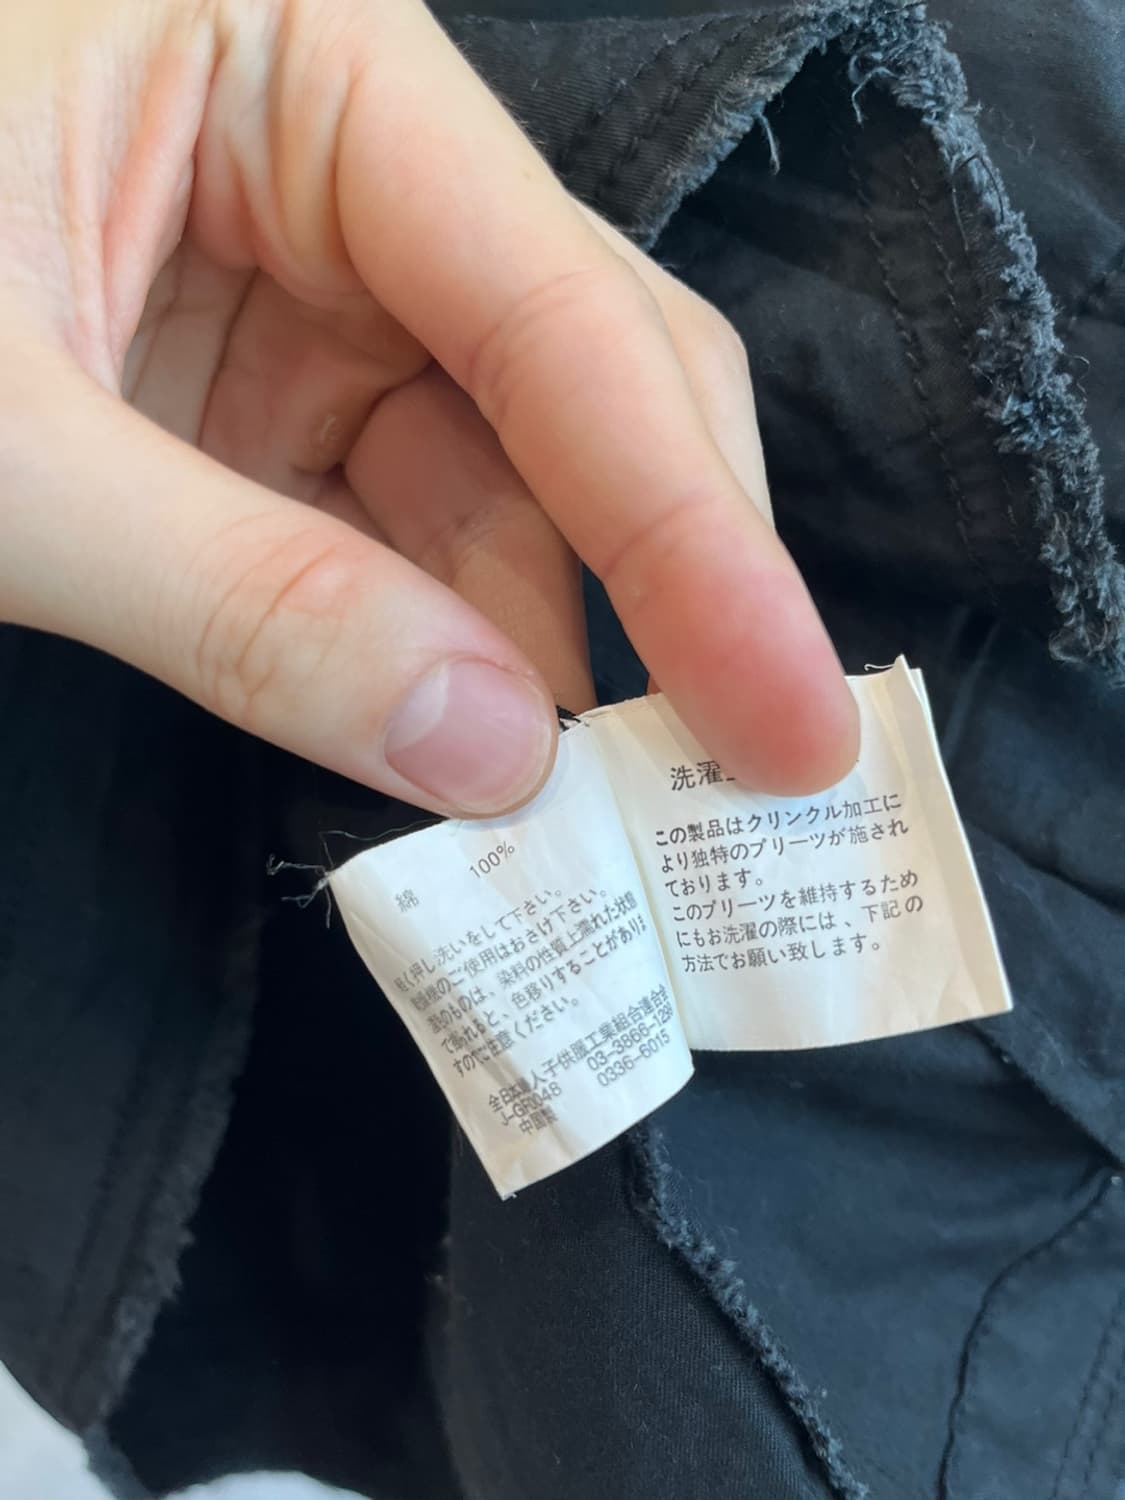 綿 100%
く押し洗いをして下さい。
のご使用はおさけ下さい。
のものは、染料の性質上濡れた状態
で擦れると、色移りすることがありま
すのでご注意ください。
全日本婦人子供服工業組合連合会
J-GF0048 03-3866-129
0336-6015
中国製
洗濯
この製品はクリンクル加工に
より独特のプリーツが施され
ております。
このプリーツを維持するため
にもお洗濯の際には、下記の
方法でお願い致します。